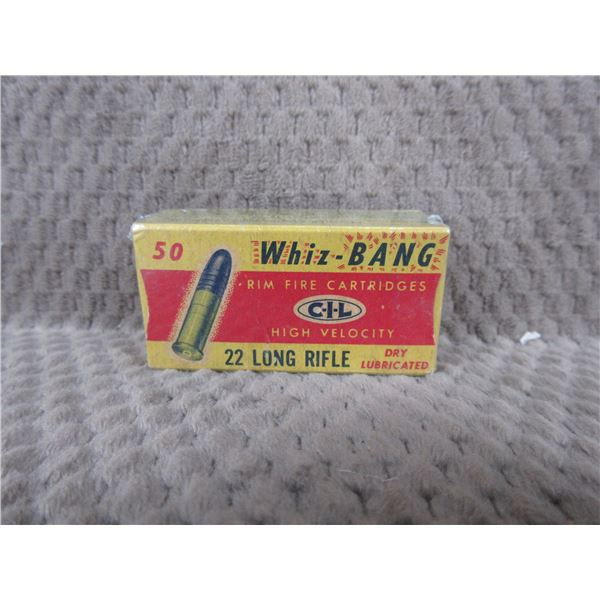 50 Whiz-BANG
RIM FIRE CARTRIDGES
C-I-L
HIGH VELOCITY
22 LONG RIFLE DRY LUBRICATED